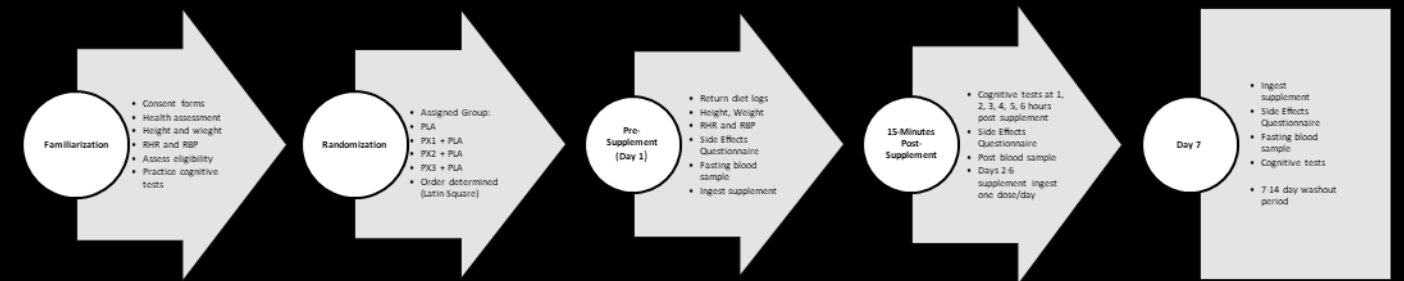 Familiarization
• Consent forms
• Health assessment
• Height and wieght
• RHR and RBP
• Assess eligibility
• Practice cognitive
tests
Randomization
• Assigned Group:
• PLA
• PX1 + PLA
• PX2 + PLA
• PX3 + PLA
• Order determined
(Latin Square)
Pre-
Supplement
(Day 1)
• Return diet logs
• Height, Weight
• RHR and RBP
• Side Effects
Questionnaire
• Fasting blood
sample
• Ingest supplement
15-Minutes
Post-
Supplement
• Cognitive tests at 1,
2, 3, 4, 5, 6 hours
post supplement
• Side Effects
Questionnaire
• Post blood sample
• Days 2-6
supplement ingest
one dose/day
Day 7
• Ingest
supplement
• Side Effects
Questionnaire
• Fasting blood
sample
• Cognitive tests
• 7-14 day washout
period